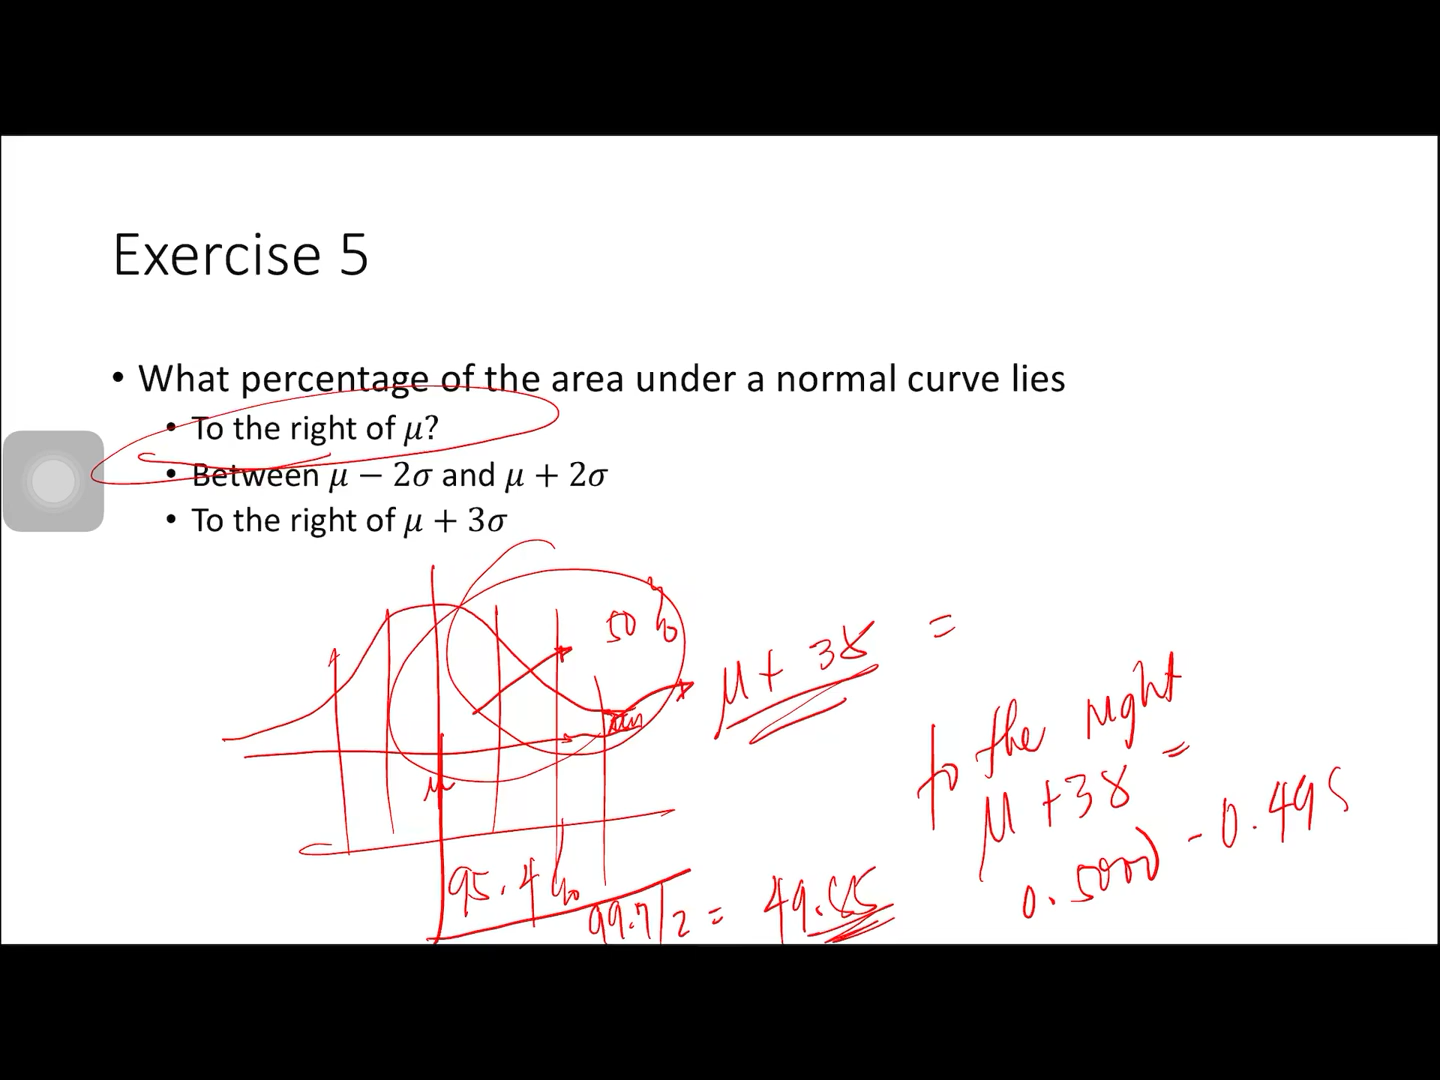 Exercise 5
• What percentage of the area under a normal curve lies
• To the right of μ?
• Between μ − 2σ and μ + 2σ
• To the right of μ + 3σ
50%
μ + 3σ =
to the right
μ + 3σ =
0.5000 - 0.498
μ
95.4%
99.7/2 = 49.85